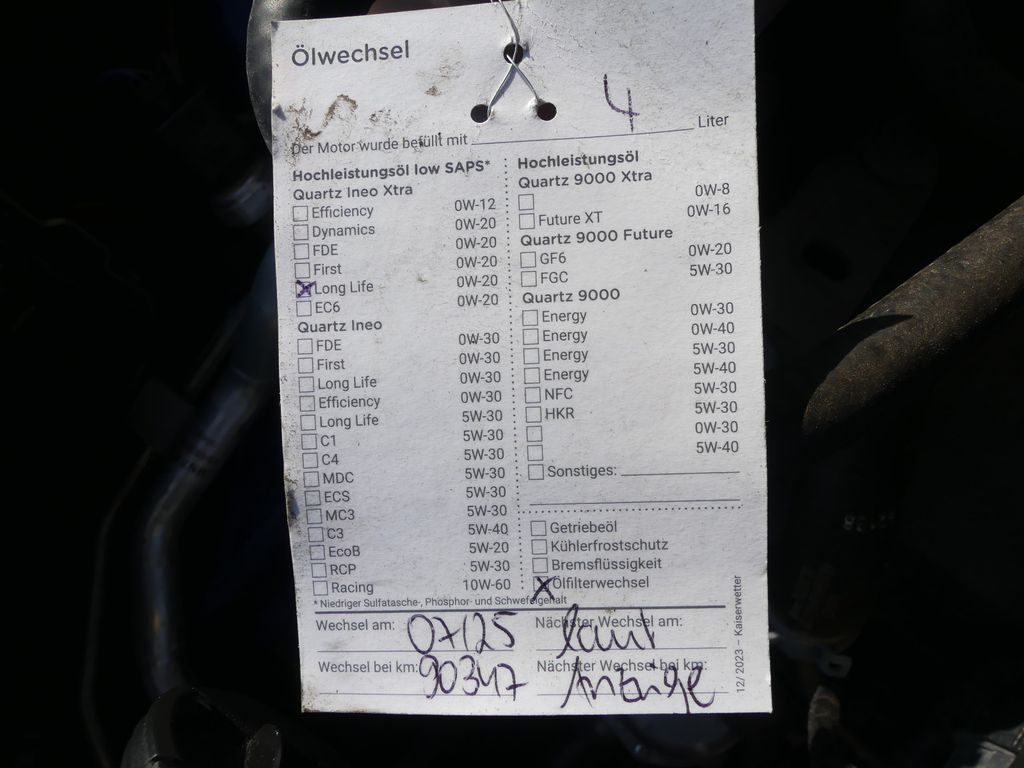 Ölwechsel
Der Motor wurde befüllt mit 4 Liter
Hochleistungsöl low SAPS*
Quartz Ineo Xtra
Efficiency 0W-12
Dynamics 0W-20
FDE 0W-20
First 0W-20
X Long Life 0W-20
EC6 0W-20
Quartz Ineo
FDE 0W-30
First 0W-30
Long Life 0W-30
Efficiency 0W-30
Long Life 5W-30
C1 5W-30
C4 5W-30
MDC 5W-30
ECS 5W-30
MC3 5W-30
C3 5W-40
EcoB 5W-20
RCP 5W-30
Racing 10W-60
* Niedriger Sulfatasche-, Phosphor- und Schwefelgehalt
Hochleistungsöl
Quartz 9000 Xtra
0W-8
Future XT 0W-16
Quartz 9000 Future
GF6 0W-20
FGC 5W-30
Quartz 9000
Energy 0W-30
Energy 0W-40
Energy 5W-30
Energy 5W-40
NFC 5W-30
HKR 5W-30
0W-30
5W-40
Sonstiges:
Getriebeöl
Kühlerfrostschutz
Bremsflüssigkeit
X Ölfilterwechsel
Wechsel am: 07/25
Nächster Wechsel am: laut
Wechsel bei km: 90347
Nächster Wechsel bei km: Anzeige
12/2023 – Kaiserwetter